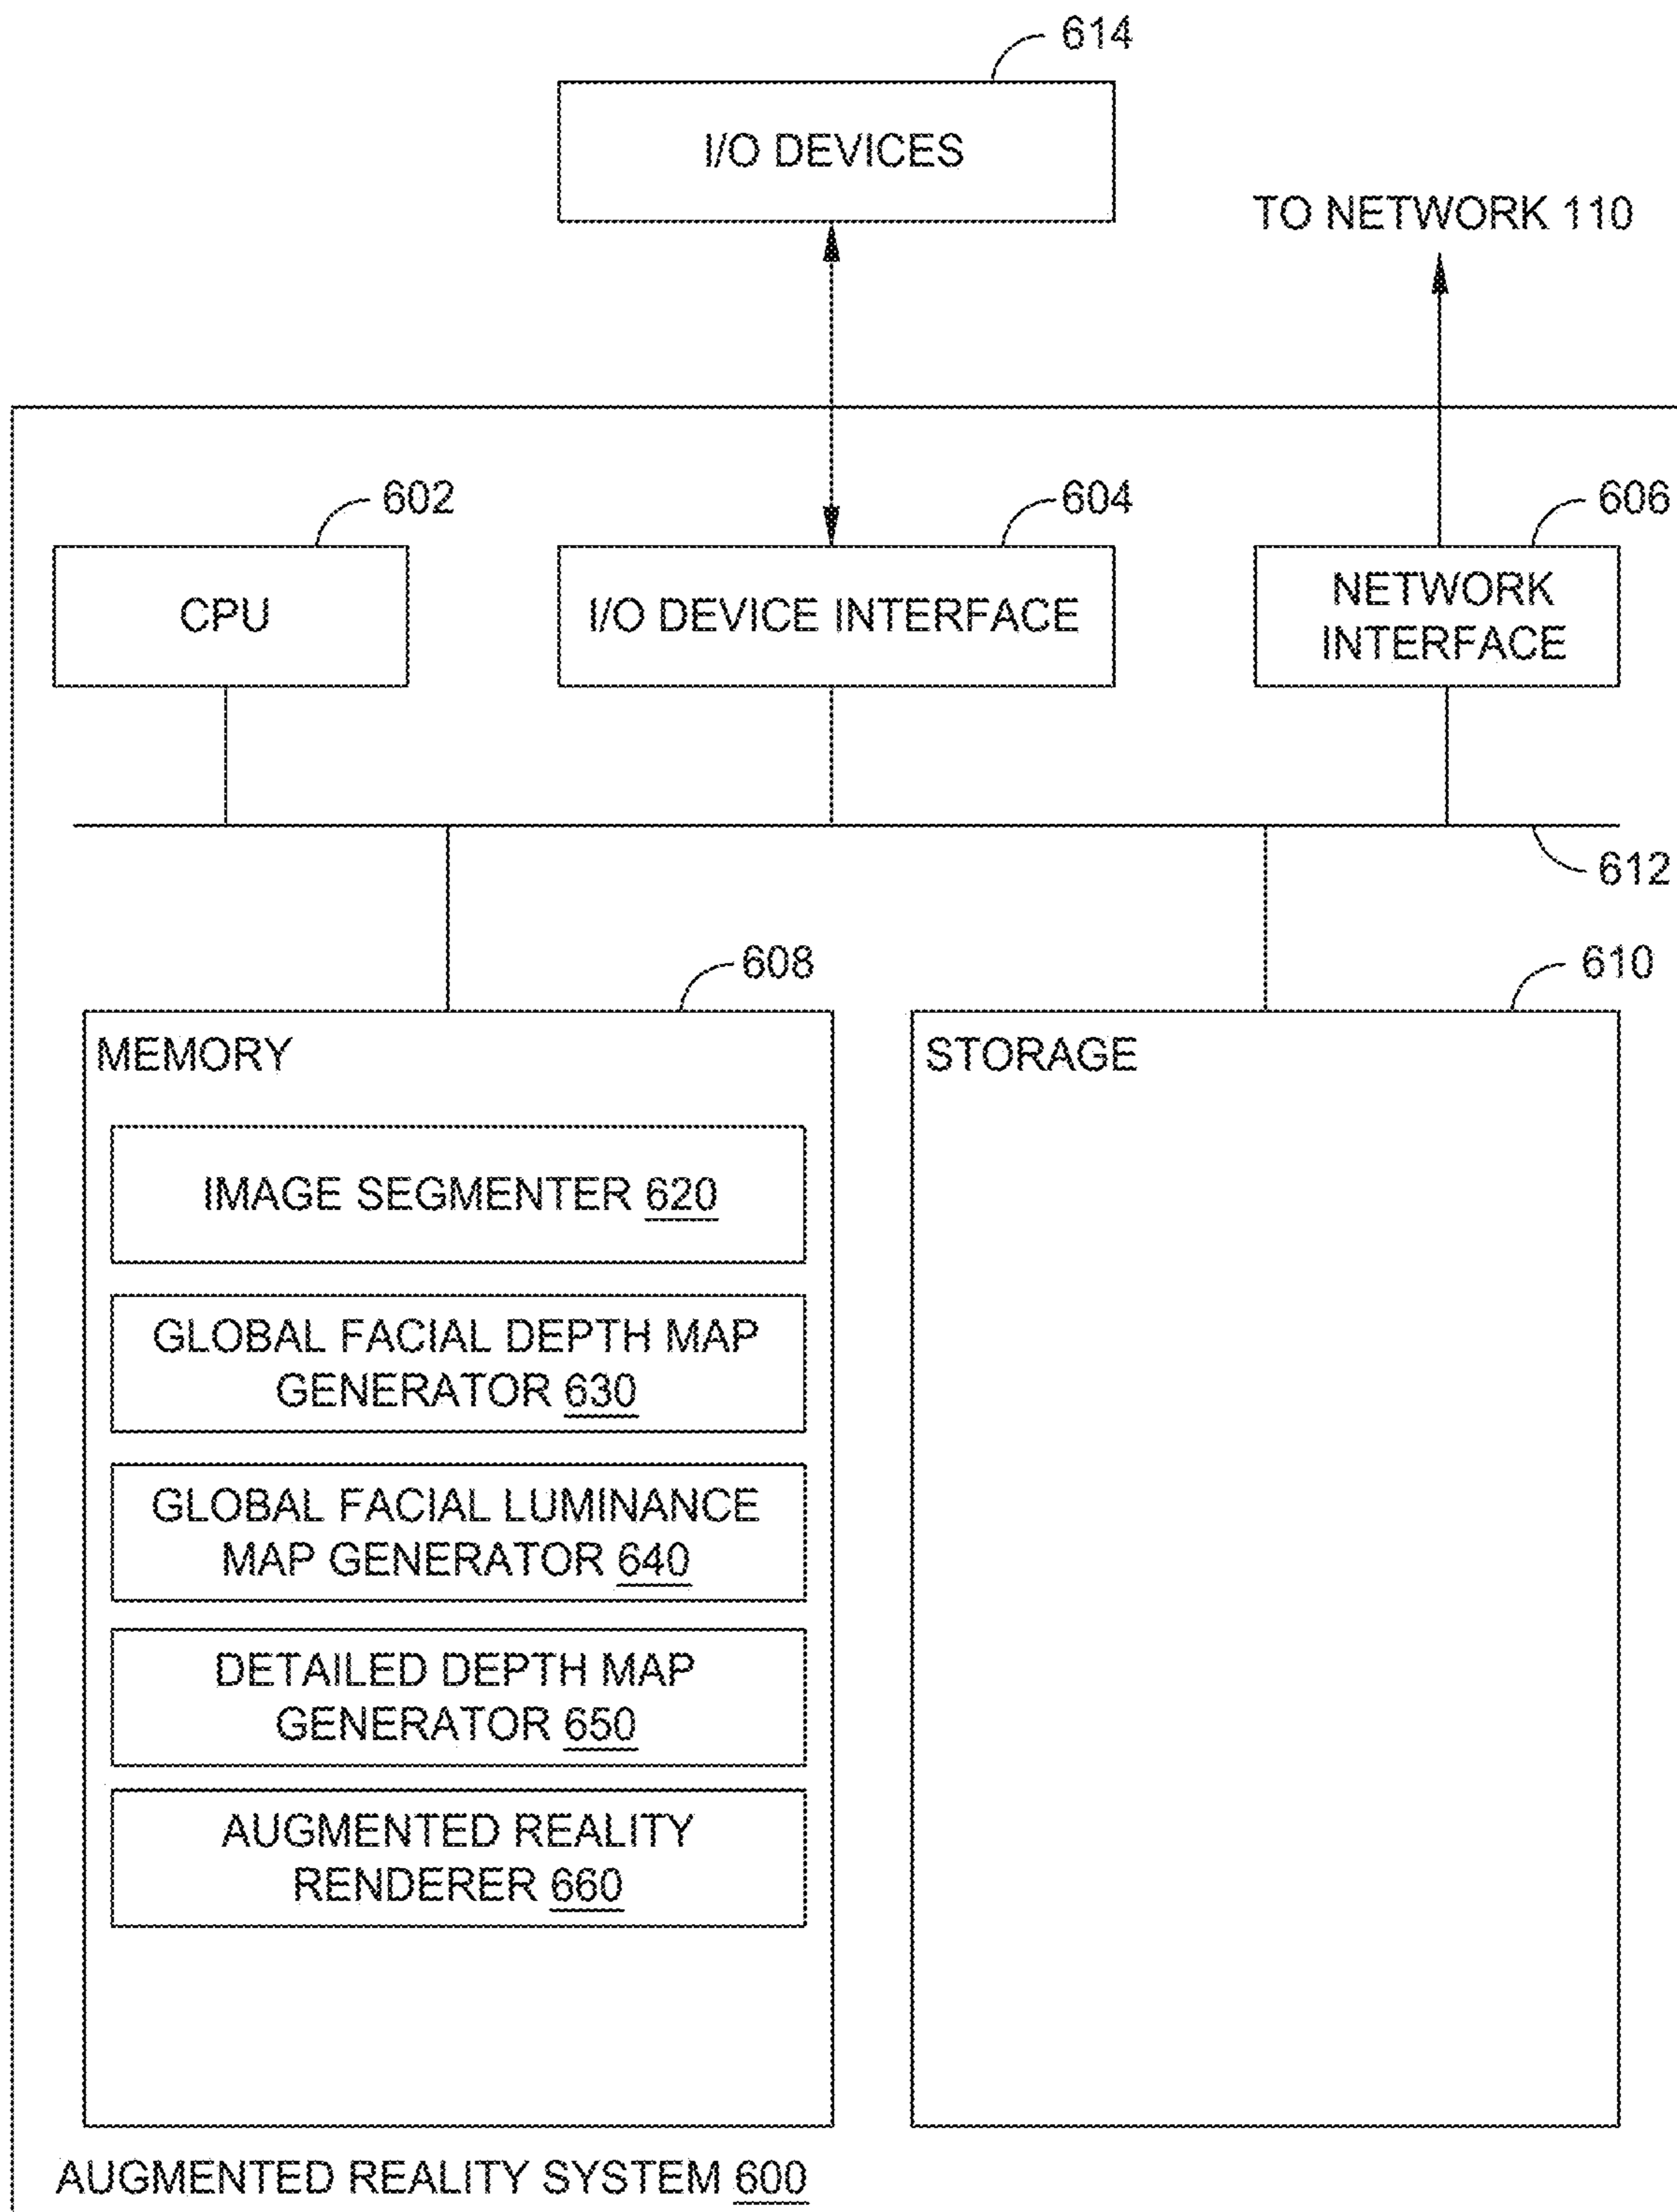 614
I/O DEVICES
TO NETWORK 110
602
604
606
CPU
I/O DEVICE INTERFACE
NETWORK
INTERFACE
612
608
610
MEMORY
STORAGE
IMAGE SEGMENTER 620
GLOBAL FACIAL DEPTH MAP
GENERATOR 630
GLOBAL FACIAL LUMINANCE
MAP GENERATOR 640
DETAILED DEPTH MAP
GENERATOR 650
AUGMENTED REALITY
RENDERER 660
AUGMENTED REALITY SYSTEM 600